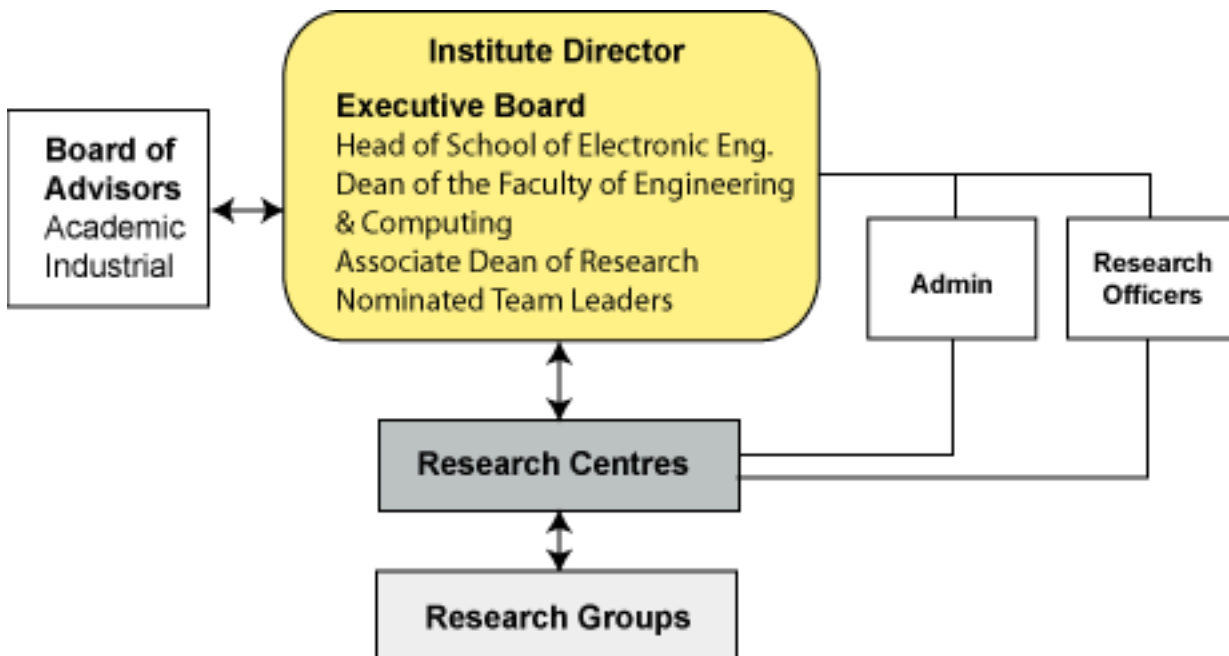 Institute Director
Executive Board
Head of School of Electronic Eng.
Dean of the Faculty of Engineering
& Computing
Associate Dean of Research
Nominated Team Leaders
Board of
Advisors
Academic
Industrial
Admin
Research
Officers
Research Centres
Research Groups